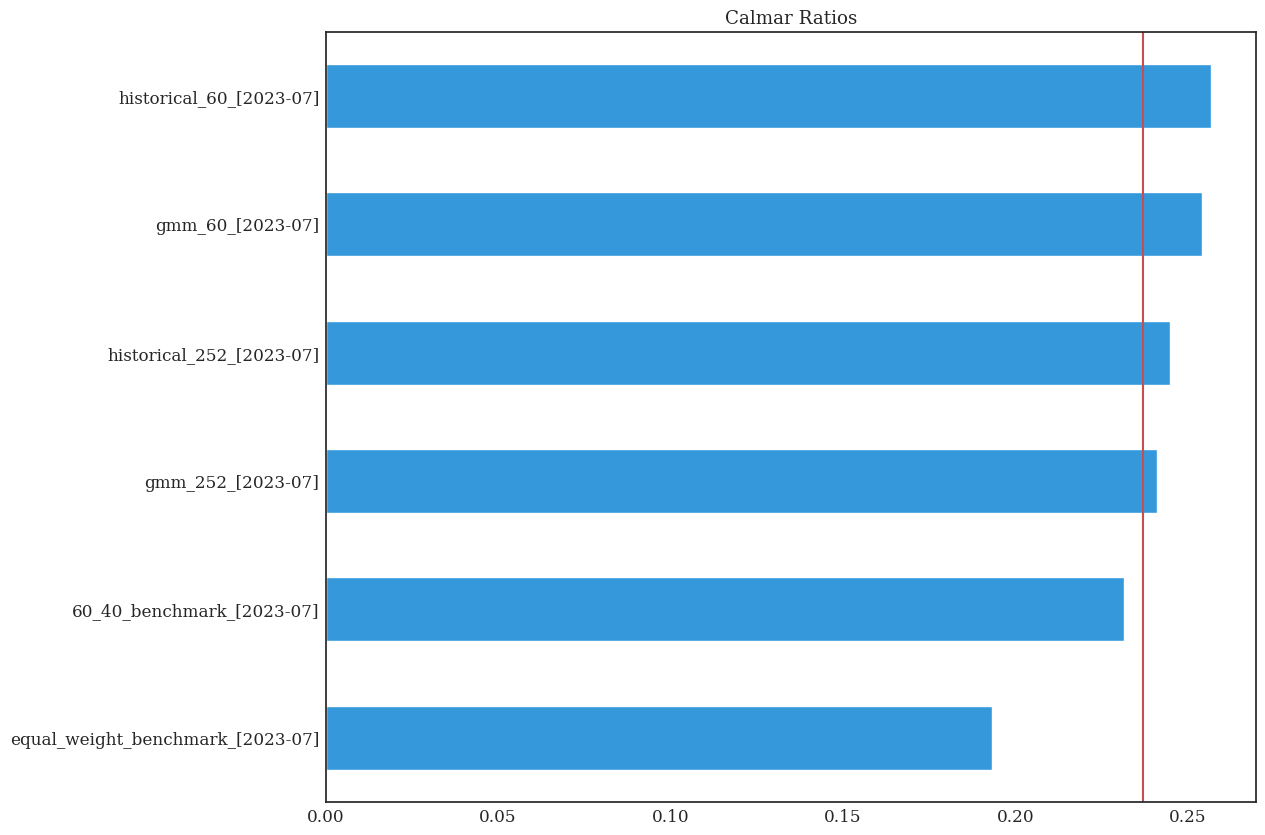 Calmar Ratios
historical_60_[2023-07]
gmm_60_[2023-07]
historical_252_[2023-07]
gmm_252_[2023-07]
60_40_benchmark_[2023-07]
equal_weight_benchmark_[2023-07]
0.00 0.05 0.10 0.15 0.20 0.25